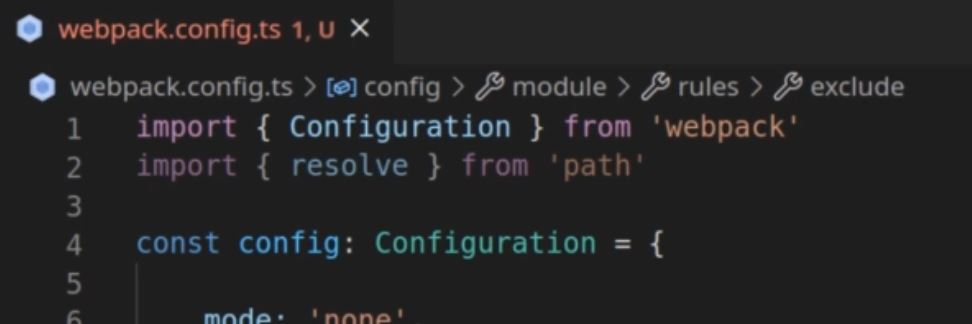 webpack.config.ts 1, U
webpack.config.ts > config > module > rules > exclude
1 import { Configuration } from 'webpack'
2 import { resolve } from 'path'
3
4 const config: Configuration = {
5
6 mode: 'none',